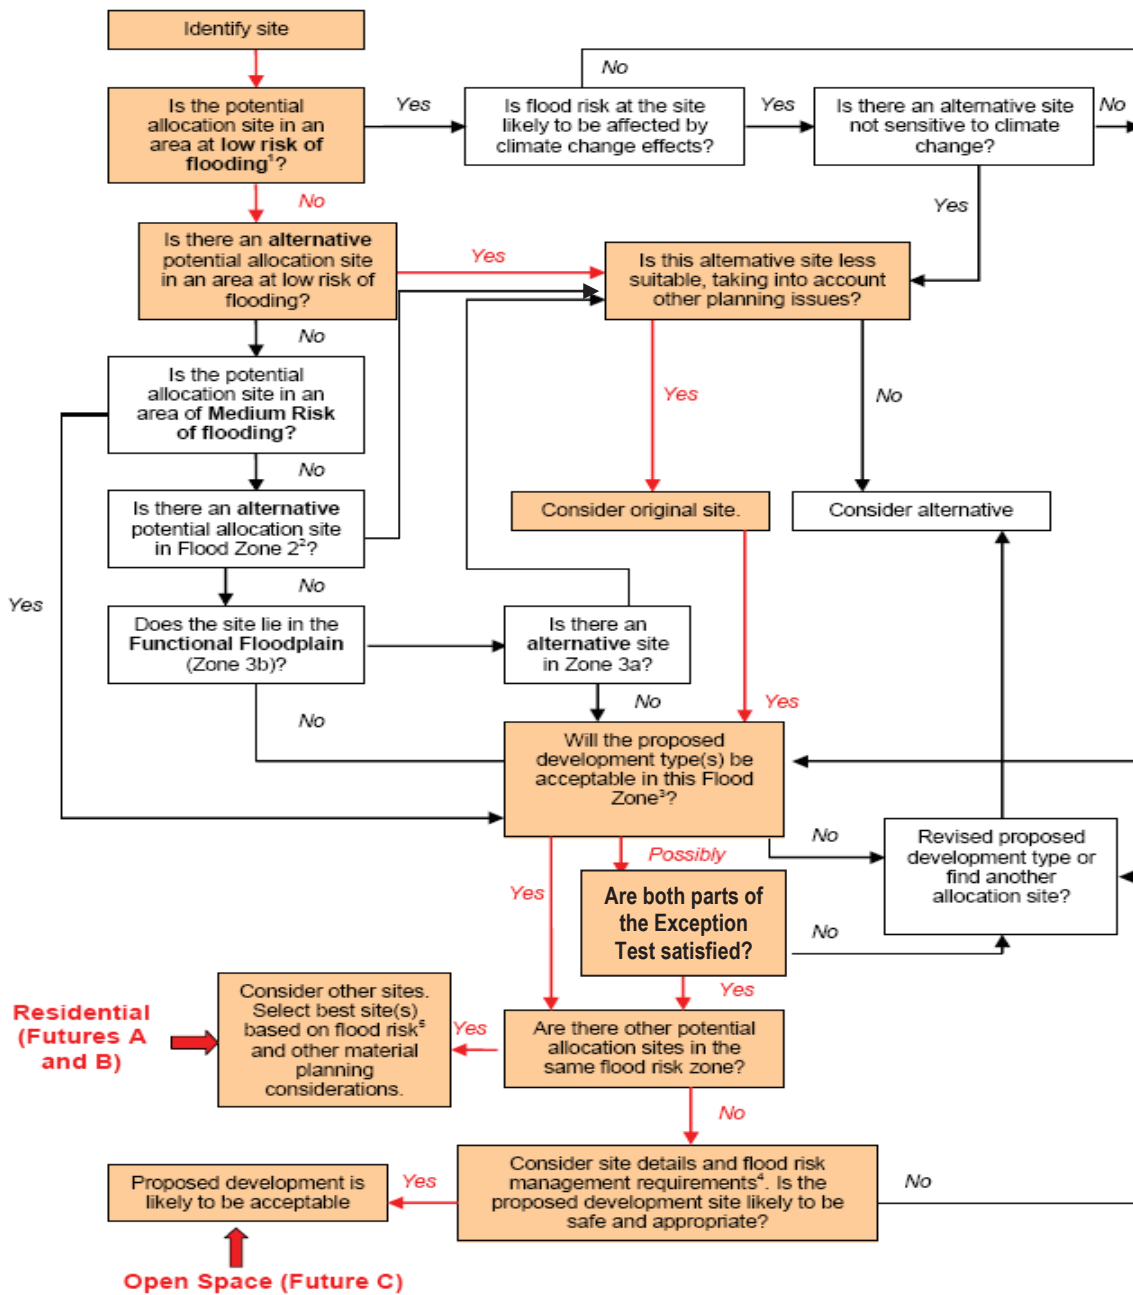 Identify site
No
Is the potential
allocation site in an
area at low risk of
flooding¹?
Yes
Is flood risk at the site
likely to be affected by
climate change effects?
Yes
Is there an alternative site
not sensitive to climate
change?
No
No
Yes
Is there an alternative
potential allocation site
in an area at low risk of
flooding?
Yes
Is this alternative site less
suitable, taking into account
other planning issues?
No
Is the potential
allocation site in an
area of Medium Risk
of flooding?
Yes
No
No
Is there an alternative
potential allocation site
in Flood Zone 2²?
Consider original site.
Consider alternative
No
Yes
Does the site lie in the
Functional Floodplain
(Zone 3b)?
Is there an
alternative site
in Zone 3a?
No
No
Yes
Will the proposed
development type(s) be
acceptable in this Flood
Zone³?
Possibly
No
Yes
Revised proposed
development type or
find another
allocation site?
Are both parts of
the Exception
Test satisfied?
No
Yes
Residential
(Futures A
and B)
Consider other sites.
Select best site(s)
based on flood risk⁵
and other material
planning
considerations.
Yes
Are there other potential
allocation sites in the
same flood risk zone?
No
Proposed development is
likely to be acceptable
Yes
Consider site details and flood risk
management requirements⁴. Is the
proposed development site likely to be
safe and appropriate?
No
Open Space (Future C)